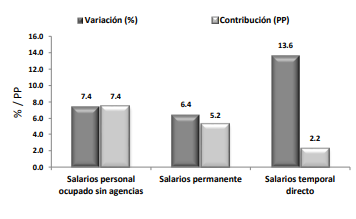 Variación (%)
Contribución (PP)
% / PP
16.0
14.0
12.0
10.0
8.0
6.0
4.0
2.0
0.0
7.4
7.4
6.4
5.2
13.6
2.2
Salarios personal
ocupado sin agencias
Salarios permanente
Salarios temporal
directo